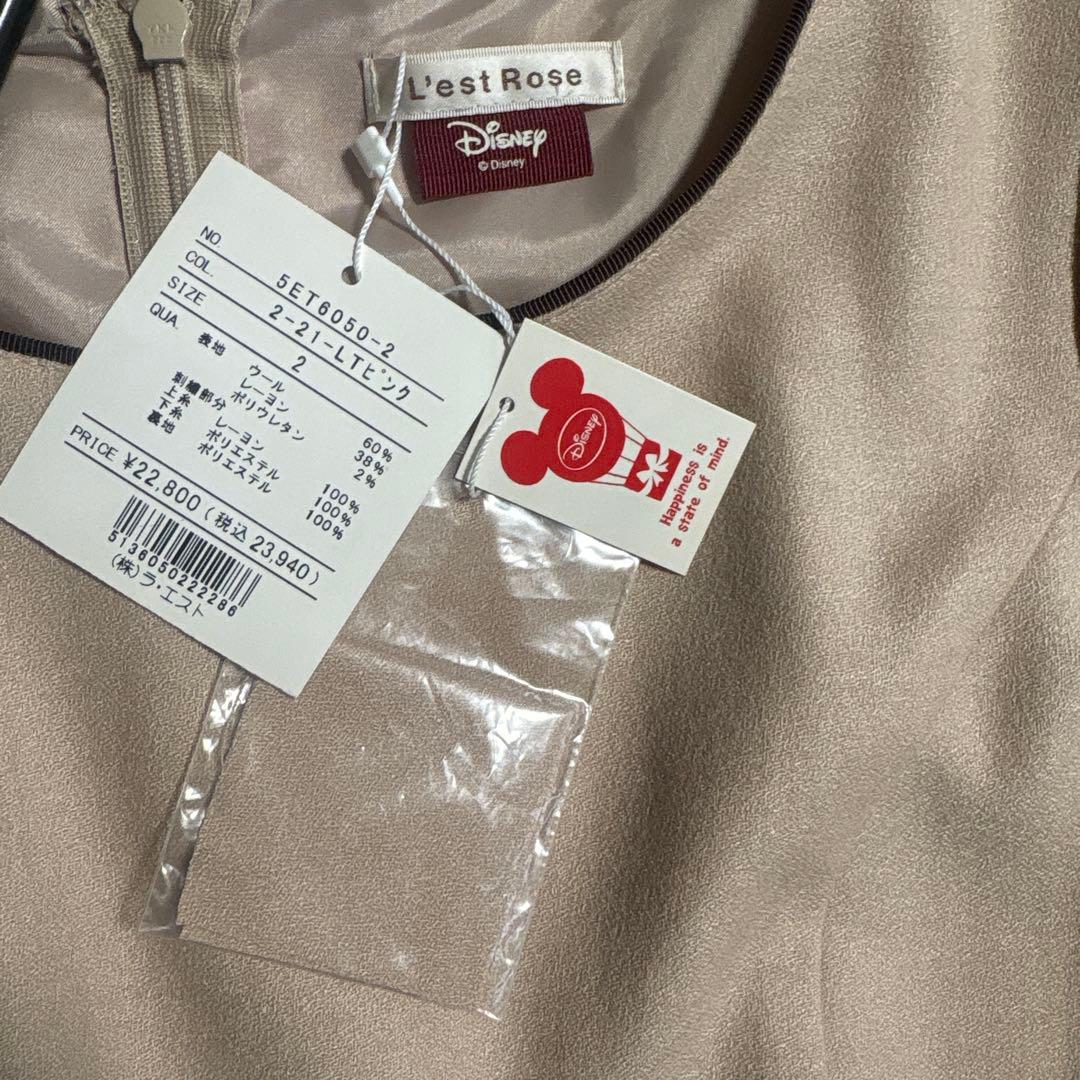 L'est Rose
Disney
© Disney
NO. 5ET6050-2
COL. 2-21-LTピンク
SIZE 2
QUA. 表地 ウール 60%
レーヨン 38%
ポリウレタン 2%
刺繍部分
上糸 レーヨン 100%
下糸 ポリエステル 100%
裏地 ポリエステル 100%
PRICE ¥22,800 (税込 23,940)
5136050222286
(株)ラ・エスト
Disney
Happiness is
a state of mind.